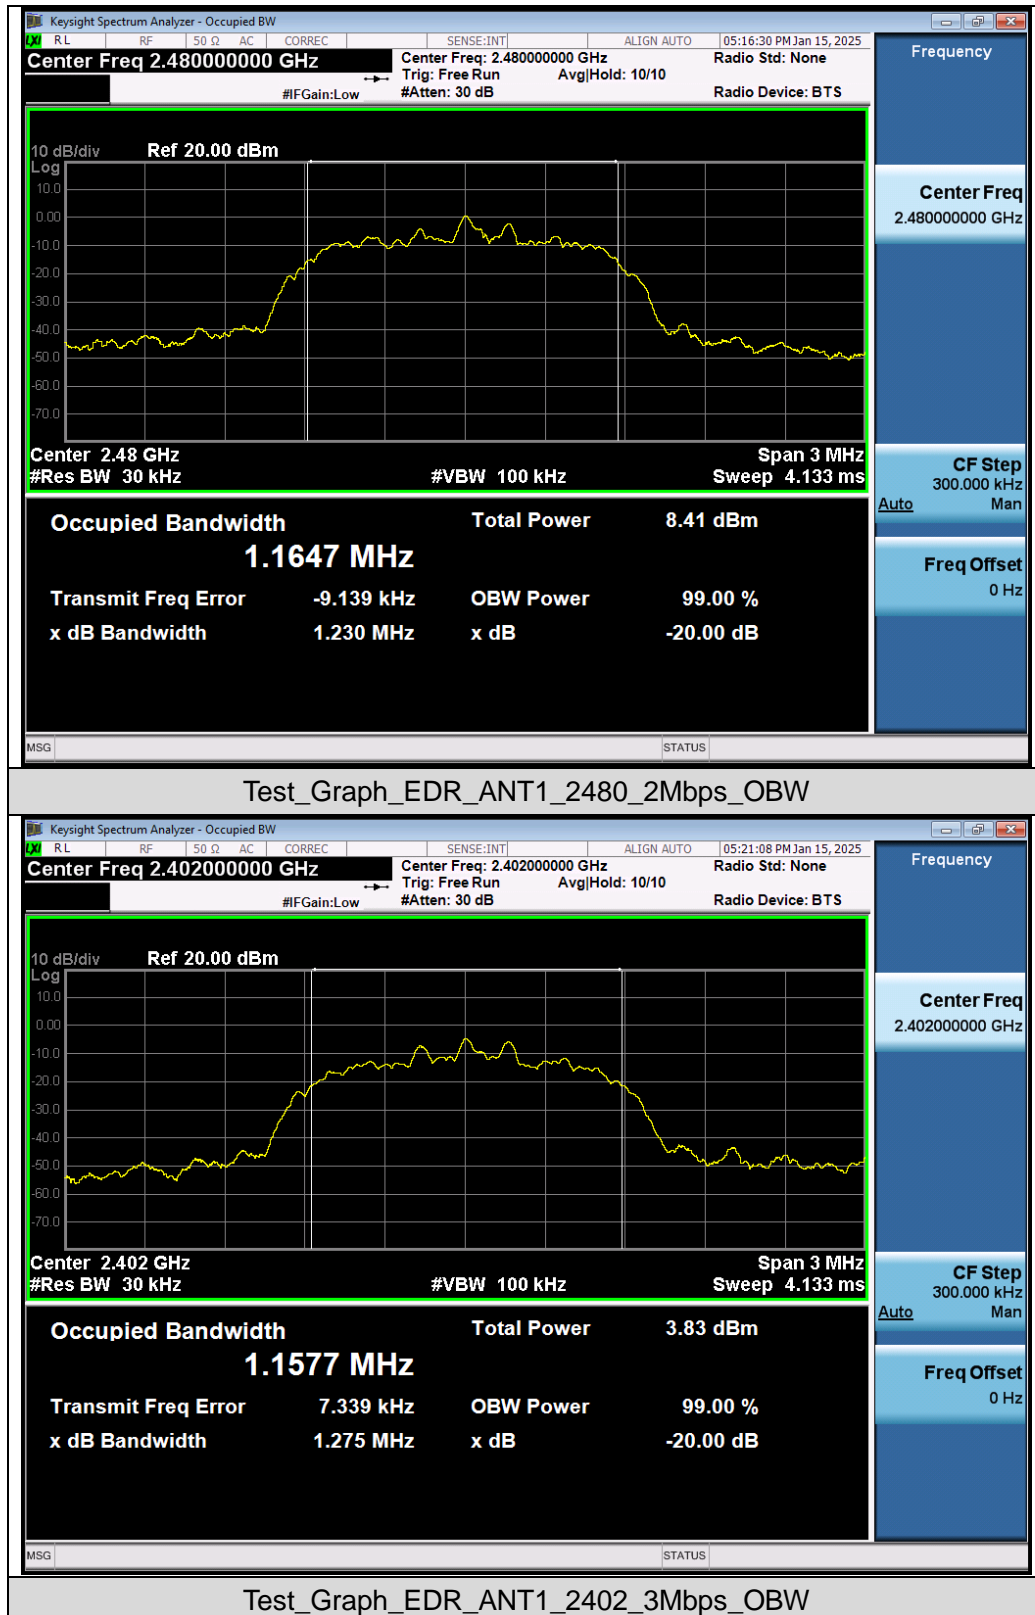 Keysight Spectrum Analyzer - Occupied BW
LXI RL RF 50 Ω AC CORREC SENSE:INT ALIGN AUTO 05:16:30 PM Jan 15, 2025
Center Freq 2.480000000 GHz
Center Freq: 2.480000000 GHz
Radio Std: None
Trig: Free Run Avg|Hold: 10/10
#IFGain:Low
#Atten: 30 dB
Radio Device: BTS
Frequency
10 dB/div Ref 20.00 dBm
Log
10.0
0.00
-10.0
-20.0
-30.0
-40.0
-50.0
-60.0
-70.0
Center 2.48 GHz Span 3 MHz
#Res BW 30 kHz #VBW 100 kHz Sweep 4.133 ms
Center Freq
2.480000000 GHz
CF Step
300.000 kHz
Auto Man
Freq Offset
0 Hz
Occupied Bandwidth Total Power 8.41 dBm
1.1647 MHz
Transmit Freq Error -9.139 kHz OBW Power 99.00 %
x dB Bandwidth 1.230 MHz x dB -20.00 dB
MSG STATUS
Test_Graph_EDR_ANT1_2480_2Mbps_OBW
Keysight Spectrum Analyzer - Occupied BW
LXI RL RF 50 Ω AC CORREC SENSE:INT ALIGN AUTO 05:21:08 PM Jan 15, 2025
Center Freq 2.402000000 GHz
Center Freq: 2.402000000 GHz
Radio Std: None
Trig: Free Run Avg|Hold: 10/10
#IFGain:Low
#Atten: 30 dB
Radio Device: BTS
Frequency
10 dB/div Ref 20.00 dBm
Log
10.0
0.00
-10.0
-20.0
-30.0
-40.0
-50.0
-60.0
-70.0
Center 2.402 GHz Span 3 MHz
#Res BW 30 kHz #VBW 100 kHz Sweep 4.133 ms
Center Freq
2.402000000 GHz
CF Step
300.000 kHz
Auto Man
Freq Offset
0 Hz
Occupied Bandwidth Total Power 3.83 dBm
1.1577 MHz
Transmit Freq Error 7.339 kHz OBW Power 99.00 %
x dB Bandwidth 1.275 MHz x dB -20.00 dB
MSG STATUS
Test_Graph_EDR_ANT1_2402_3Mbps_OBW